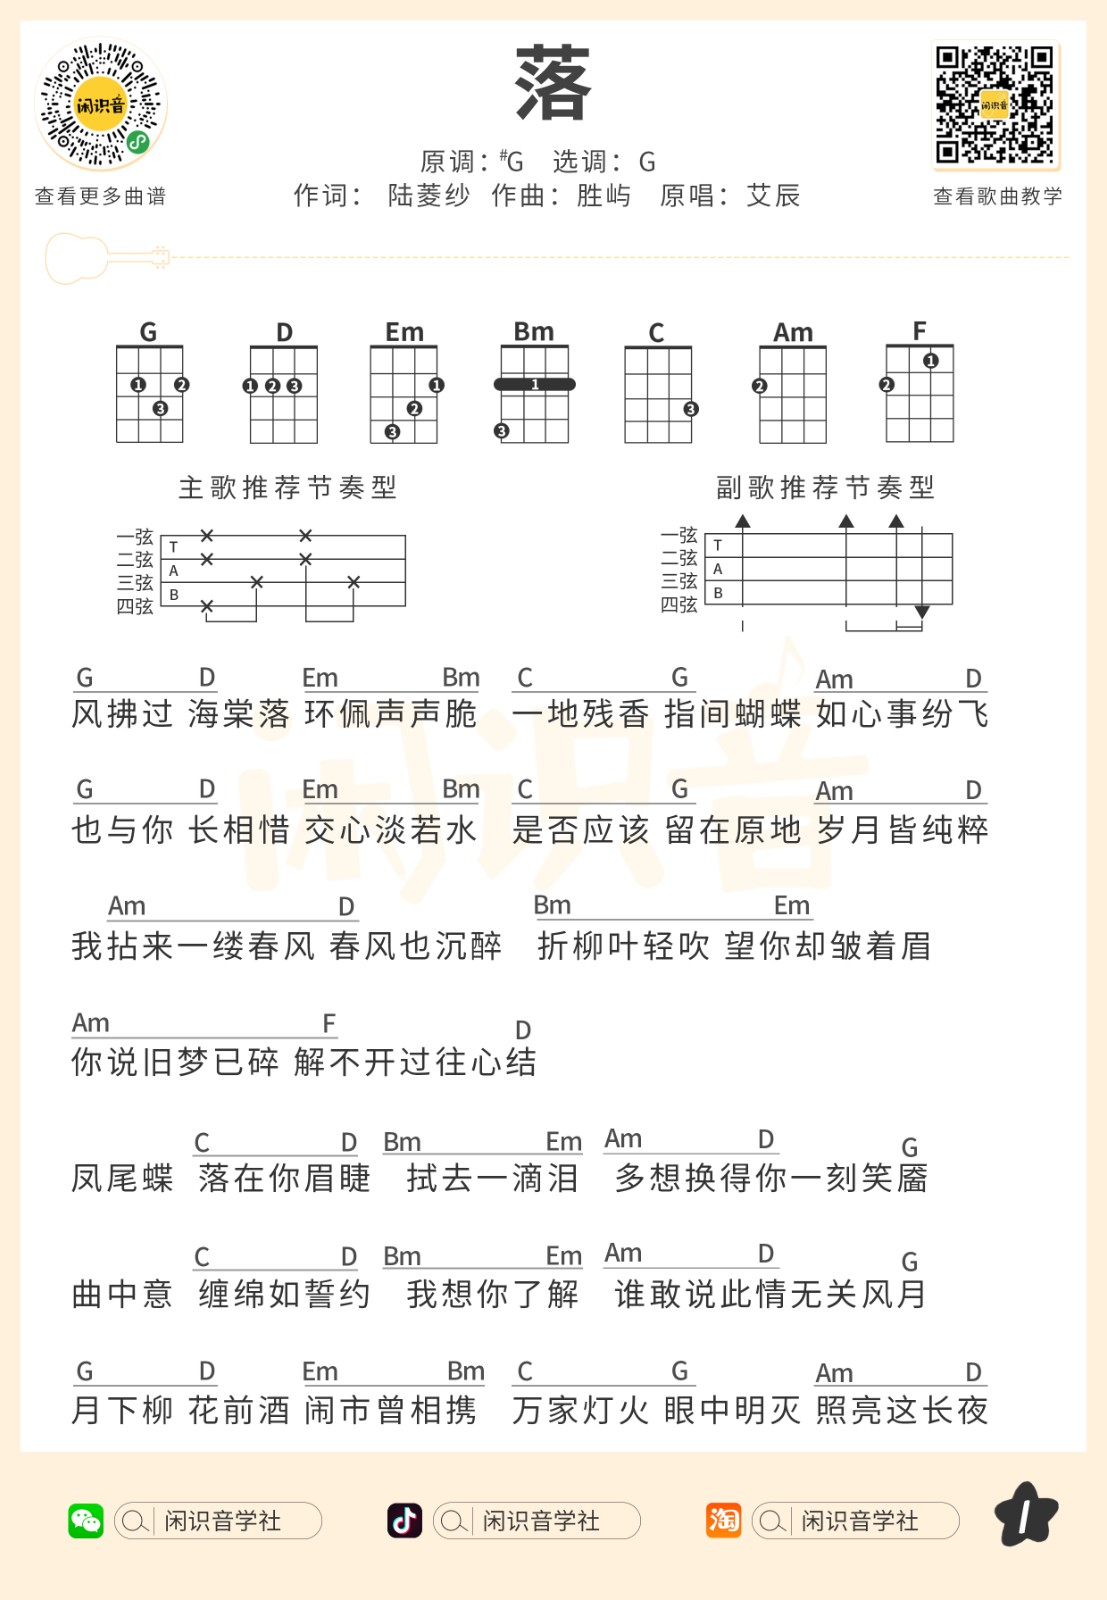 落
闲识音
闲识音
原调：#G 选调：G
查看更多曲谱 作词： 陆菱纱 作曲：胜屿 原唱：艾辰 查看歌曲教学
G D Em Bm C Am F
1 2 3
1 2 3
1 2 3
1 3
3
2
1 2
主歌推荐节奏型 副歌推荐节奏型
一弦 T 一弦 T
二弦 A 二弦 A
三弦 B 三弦 B
四弦 四弦
G D Em Bm C G Am D
风拂过 海棠落 环佩声声脆 一地残香 指间蝴蝶 如心事纷飞
G D Em Bm C G Am D
也与你 长相惜 交心淡若水 是否应该 留在原地 岁月皆纯粹
Am D Bm Em
我拈来一缕春风 春风也沉醉 折柳叶轻吹 望你却皱着眉
Am F D
你说旧梦已碎 解不开过往心结
C D Bm Em Am D G
凤尾蝶 落在你眉睫 拭去一滴泪 多想换得你一刻笑靥
C D Bm Em Am D G
曲中意 缠绵如誓约 我想你了解 谁敢说此情无关风月
G D Em Bm C G Am D
月下柳 花前酒 闹市曾相携 万家灯火 眼中明灭 照亮这长夜
闲识音
闲识音学社 闲识音学社 淘 闲识音学社 1